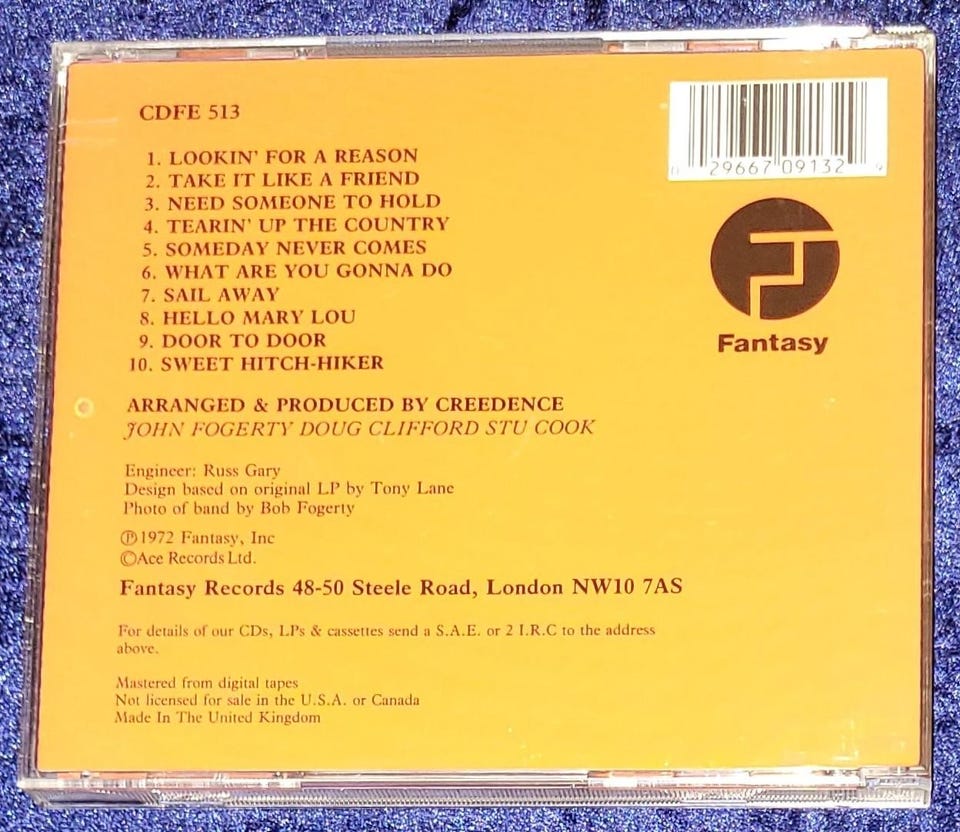 CDFE 513
1. LOOKIN' FOR A REASON
2. TAKE IT LIKE A FRIEND
3. NEED SOMEONE TO HOLD
4. TEARIN' UP THE COUNTRY
5. SOMEDAY NEVER COMES
6. WHAT ARE YOU GONNA DO
7. SAIL AWAY
8. HELLO MARY LOU
9. DOOR TO DOOR
10. SWEET HITCH-HIKER
0 29667 09132 9
Fantasy
ARRANGED & PRODUCED BY CREEDENCE
JOHN FOGERTY DOUG CLIFFORD STU COOK
Engineer: Russ Gary
Design based on original LP by Tony Lane
Photo of band by Bob Fogerty
Ⓟ1972 Fantasy, Inc
©Ace Records Ltd.
Fantasy Records 48-50 Steele Road, London NW10 7AS
For details of our CDs, LPs & cassettes send a S.A.E. or 2 I.R.C to the address
above.
Mastered from digital tapes
Not licensed for sale in the U.S.A. or Canada
Made In The United Kingdom